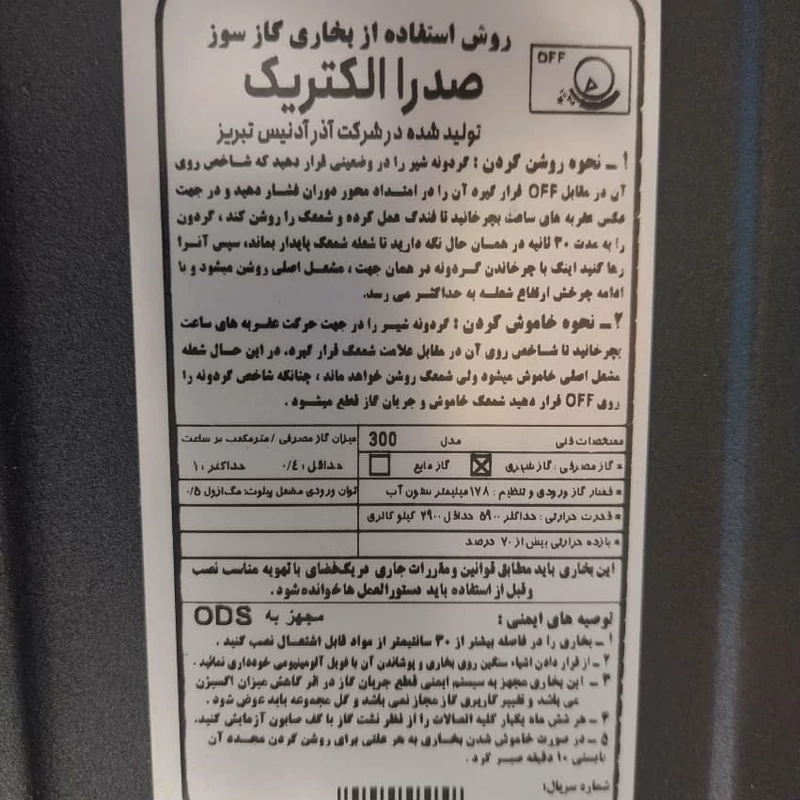 روش استفاده از بخاری گاز سوز
OFF
صدرا الکتریک
تولید شده در شرکت آذرآدنیس تبریز
۱ ـ نحوه روشن کردن : گردونه شیر را در وضعیتی قرار دهید که شاخص روی
آن در مقابل OFF قرار گیرد آن را در امتداد محور دوران فشار دهید و در جهت
عکس عقربه های ساعت بچرخانید تا فندک عمل کرده و شمعک را روشن کند ، گردون
را به مدت ۳۰ ثانیه در همان حال نگه دارید تا شعله شمعک پایدار بماند، سپس آنرا
رها کنید اینک با چرخاندن گردونه در همان جهت ، مشعل اصلی روشن میشود و با
ادامه چرخش ارتفاع شعله به حداکثر می رسد.
۲ـ نحوه خاموش کردن : گردونه شیر را در جهت حرکت عقربه های ساعت
بچرخانید تا شاخص روی آن در مقابل علامت شمعک قرار گیرد. در این حال شعله
مشعل اصلی خاموش میشود ولی شمعک روشن خواهد ماند ، چنانکه شاخص گردونه را
روی OFF قرار دهید شمعک خاموش و جریان گاز قطع میشود .
مشخصات فنی مدل 300 میزان گاز مصرفی / مترمکعب بر ساعت
* گاز مصرفی : گاز شهری گاز مایع حداقل : ۰/۴ حداکثر : ۱
* فشار گاز ورودی و تنظیم : ۱۷۸ میلیمتر ستون آب توان ورودی مشعل پیلوت: مگاژول ۰/۵
* قدرت حرارتی : حداکثر ۵۹۰۰ حداقل ۲۹۰۰ کیلو کالری
* بازده حرارتی بیش از ۷۰ درصد
این بخاری باید مطابق قوانین و مقررات جاری در یک فضای با تهویه مناسب نصب
و قبل از استفاده باید دستورالعمل ها خوانده شود .
توصیه های ایمنی : مجهز به ODS
۱ ـ بخاری را در فاصله بیشتر از ۳۰ سانتیمتر از مواد قابل اشتعال نصب کنید .
۲ ـ از قرار دادن اشیاء سنگین روی بخاری و پوشاندن آن با فویل آلومینیومی خودداری نمائید .
۳ ـ این بخاری مجهز به سیستم ایمنی قطع جریان گاز در اثر کاهش میزان اکسیژن
می باشد و تغییر کاربری گاز مجاز نمی باشد و کل مجموعه باید عوض شود .
۴ ـ هر شش ماه یکبار کلیه اتصالات را از نظر نشت گاز با کف صابون آزمایش کنید.
۵ ـ در صورت خاموش شدن بخاری به هر علتی برای روشن کردن مجدد آن
بایستی ۱۰ دقیقه صبر کرد .
شماره سریال: